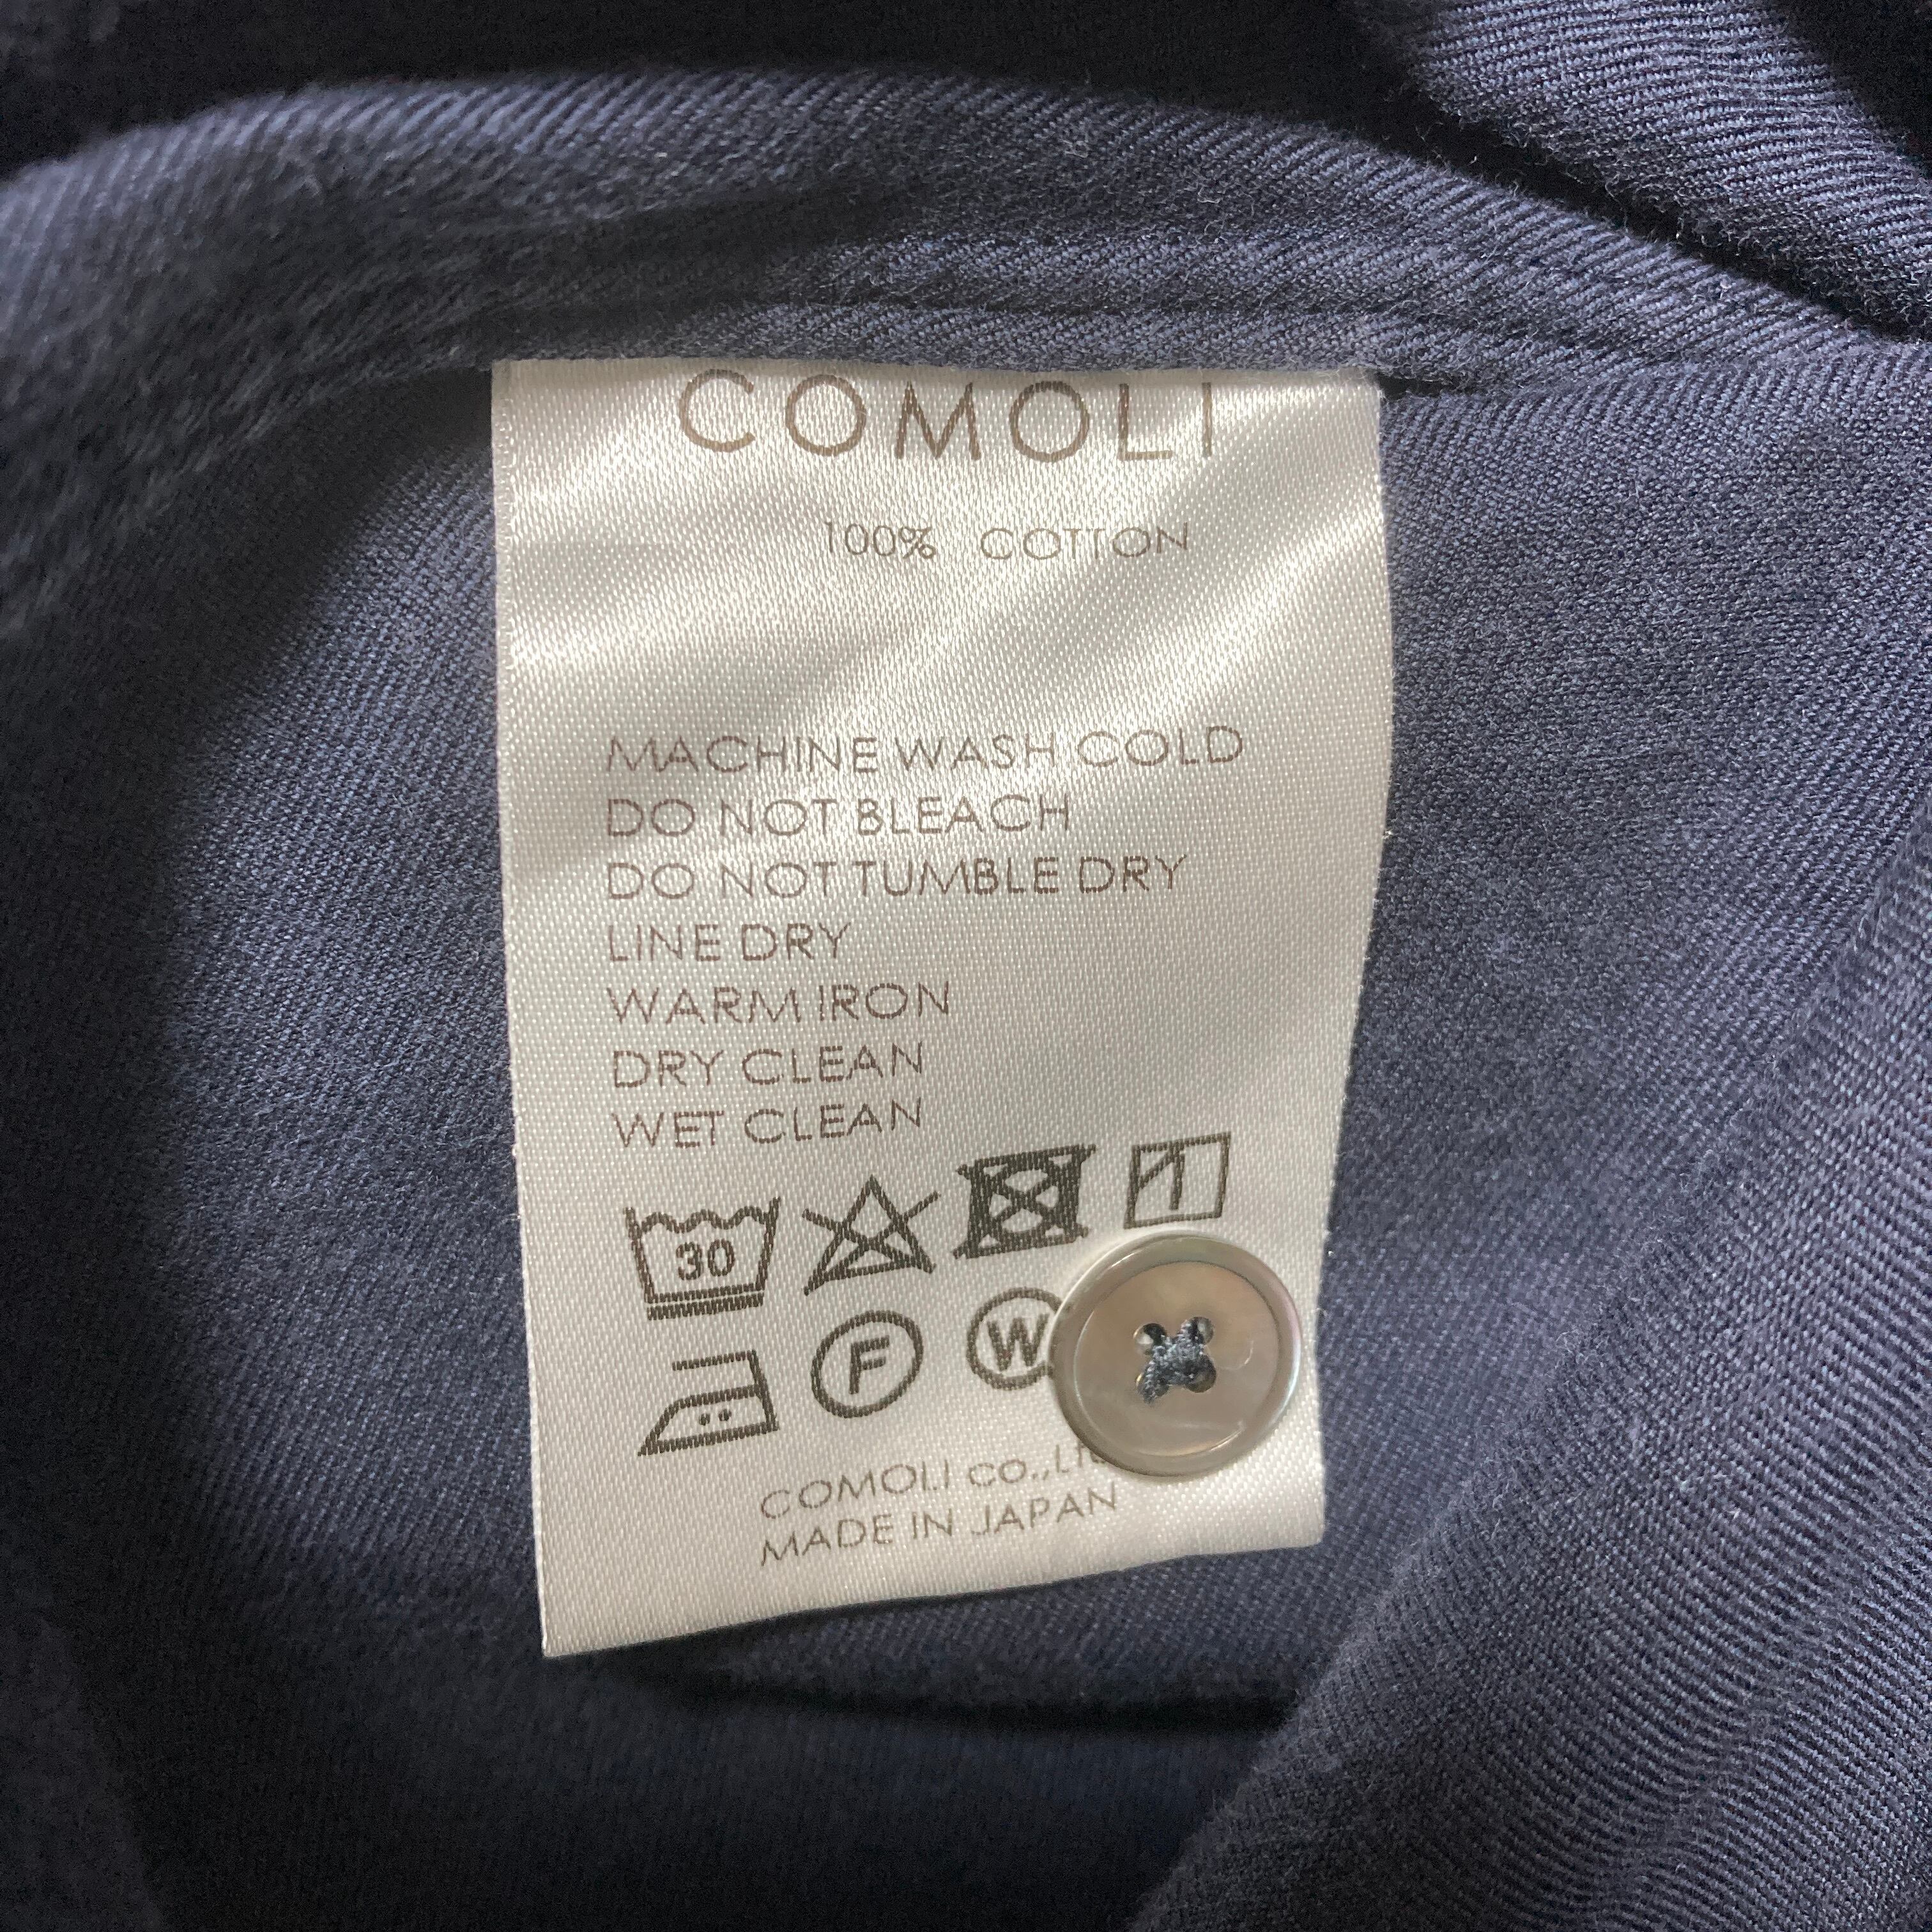 COMOLI
100% COTTON
MACHINE WASH COLD
DO NOT BLEACH
DO NOT TUMBLE DRY
LINE DRY
WARM IRON
DRY CLEAN
WET CLEAN
30
F W
COMOLI co.,
MADE IN JAPAN